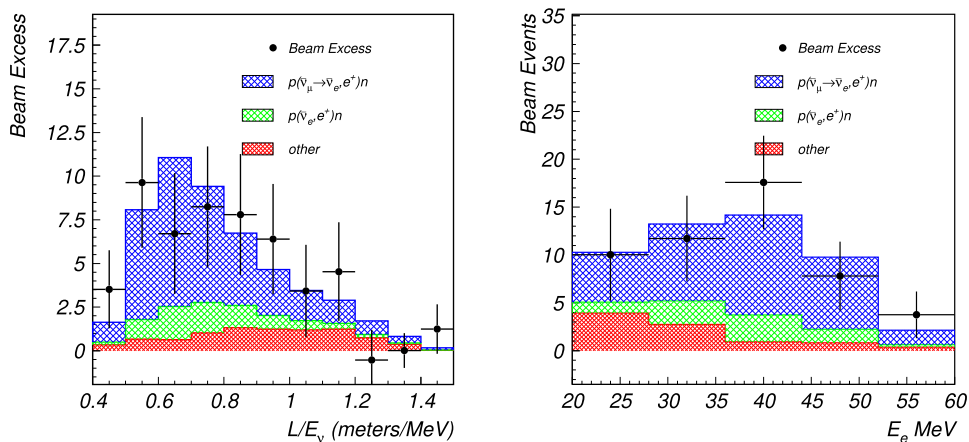 Beam Excess
17.5
15
12.5
10
7.5
5
2.5
0
0.4
0.6
0.8
1
1.2
1.4
L/Eν (meters/MeV)
Beam Excess
p(ν̄μ→ν̄e,e⁺)n
p(ν̄e,e⁺)n
other
Beam Events
35
30
25
20
15
10
5
0
20
25
30
35
40
45
50
55
60
Ee MeV
Beam Excess
p(ν̄μ→ν̄e,e⁺)n
p(ν̄e,e⁺)n
other